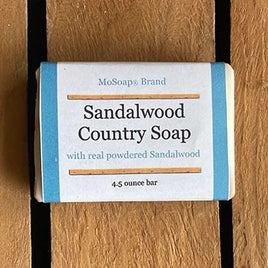 MoSoap® Brand
Sandalwood
Country Soap
with real powdered Sandalwood
4.5 ounce bar